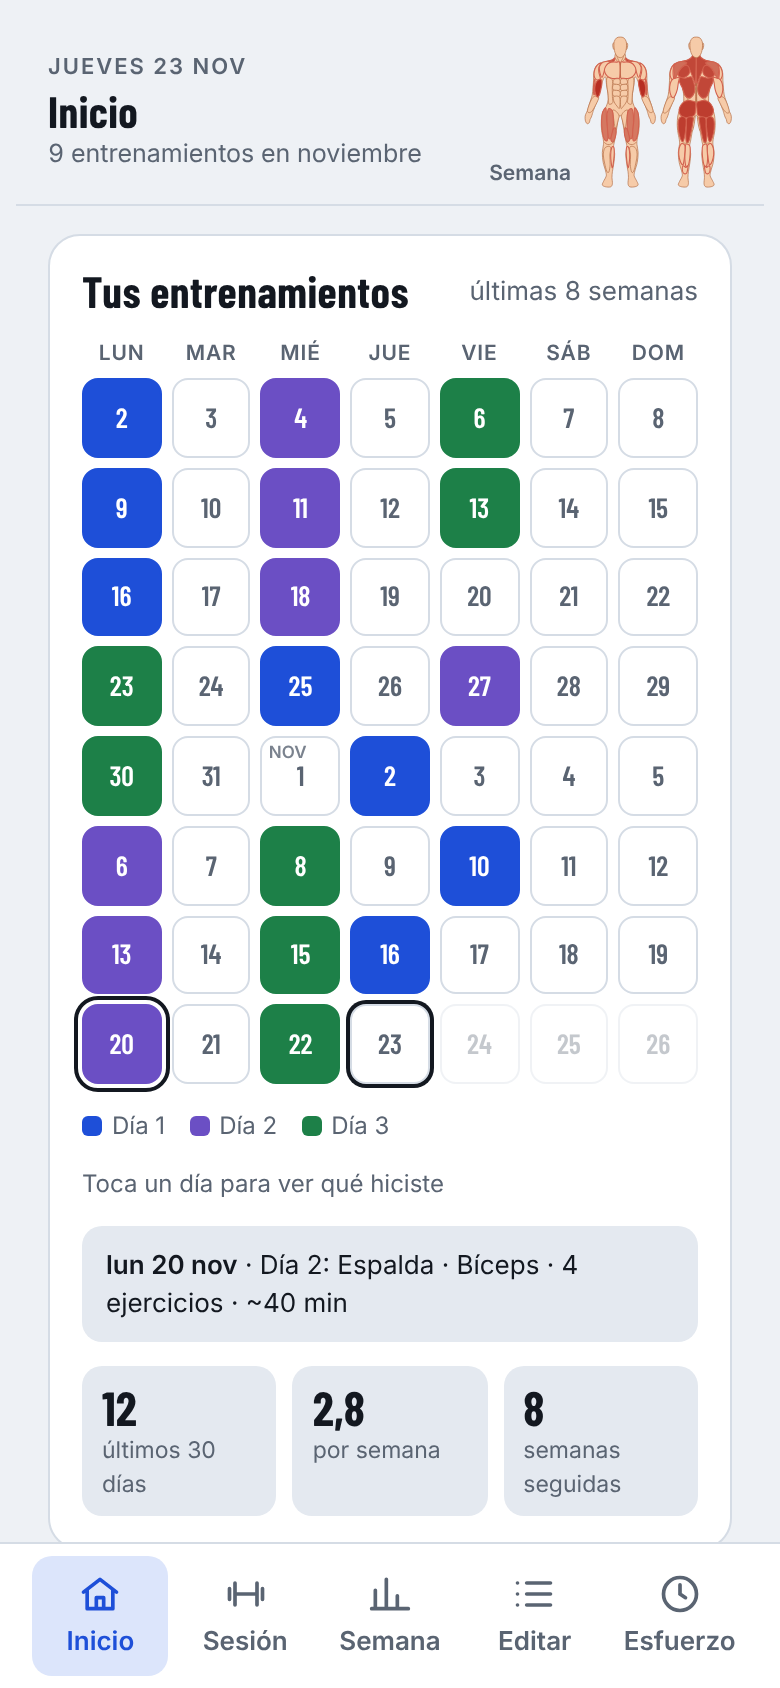 JUEVES 23 NOV
Inicio
9 entrenamientos en noviembre
Semana
Tus entrenamientos
últimas 8 semanas
LUN MAR MIÉ JUE VIE SÁB DOM
2 3 4 5 6 7 8
9 10 11 12 13 14 15
16 17 18 19 20 21 22
23 24 25 26 27 28 29
NOV
30 31 1 2 3 4 5
6 7 8 9 10 11 12
13 14 15 16 17 18 19
20 21 22 23 24 25 26
Día 1 Día 2 Día 3
Toca un día para ver qué hiciste
lun 20 nov · Día 2: Espalda · Bíceps · 4
ejercicios · ~40 min
12
últimos 30
días
2,8
por semana
8
semanas
seguidas
Inicio Sesión Semana Editar Esfuerzo